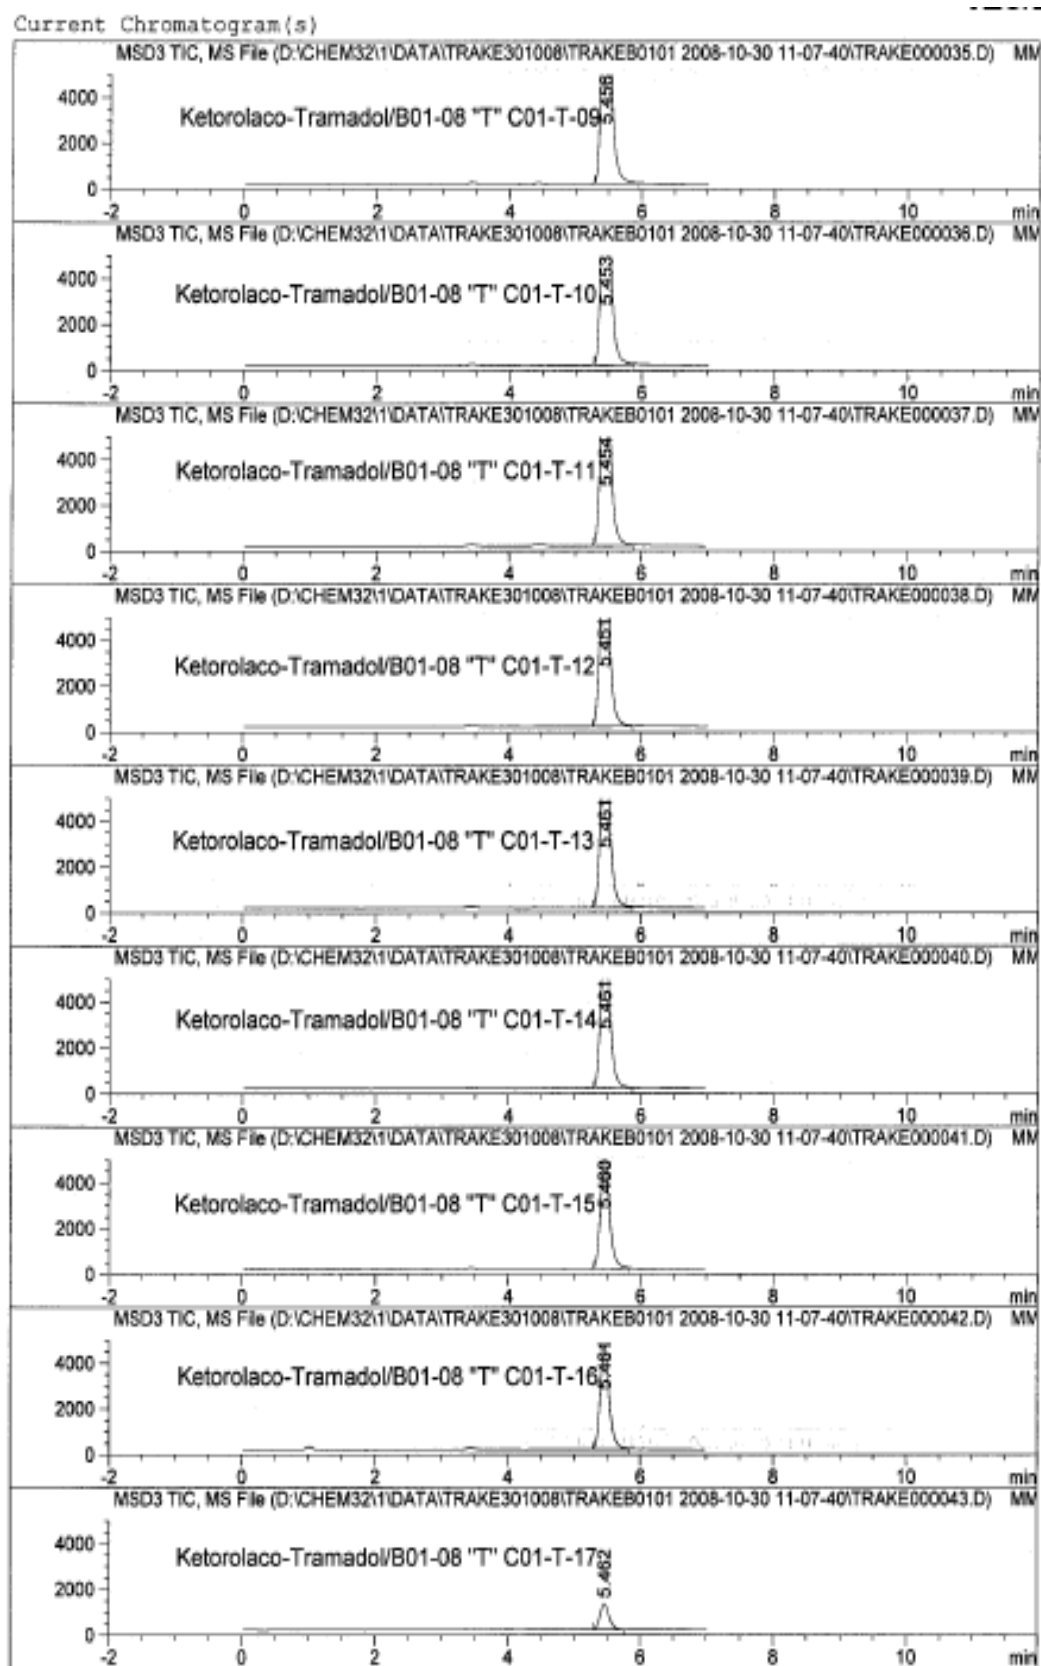 Current Chromatogram(s)
MSD3 TIC, MS File (D:\CHEM32\1\DATA\TRAKE301008\TRAKEB0101 2008-10-30 11-07-40\TRAKE000035.D) MM
5.456
4000
Ketorolaco-Tramadol/B01-08 "T" C01-T-09
2000
0
-2 0 2 4 6 8 10 min
MSD3 TIC, MS File (D:\CHEM32\1\DATA\TRAKE301008\TRAKEB0101 2008-10-30 11-07-40\TRAKE000036.D) MM
5.453
4000
Ketorolaco-Tramadol/B01-08 "T" C01-T-10
2000
0
-2 0 2 4 6 8 10 min
MSD3 TIC, MS File (D:\CHEM32\1\DATA\TRAKE301008\TRAKEB0101 2008-10-30 11-07-40\TRAKE000037.D) MM
5.454
4000
Ketorolaco-Tramadol/B01-08 "T" C01-T-11
2000
0
-2 0 2 4 6 8 10 min
MSD3 TIC, MS File (D:\CHEM32\1\DATA\TRAKE301008\TRAKEB0101 2008-10-30 11-07-40\TRAKE000038.D) MM
5.451
4000
Ketorolaco-Tramadol/B01-08 "T" C01-T-12
2000
0
-2 0 2 4 6 8 10 min
MSD3 TIC, MS File (D:\CHEM32\1\DATA\TRAKE301008\TRAKEB0101 2008-10-30 11-07-40\TRAKE000039.D) MM
5.461
4000
Ketorolaco-Tramadol/B01-08 "T" C01-T-13
2000
0
-2 0 2 4 6 8 10 min
MSD3 TIC, MS File (D:\CHEM32\1\DATA\TRAKE301008\TRAKEB0101 2008-10-30 11-07-40\TRAKE000040.D) MM
5.461
4000
Ketorolaco-Tramadol/B01-08 "T" C01-T-14
2000
0
-2 0 2 4 6 8 10 min
MSD3 TIC, MS File (D:\CHEM32\1\DATA\TRAKE301008\TRAKEB0101 2008-10-30 11-07-40\TRAKE000041.D) MM
5.460
4000
Ketorolaco-Tramadol/B01-08 "T" C01-T-15
2000
0
-2 0 2 4 6 8 10 min
MSD3 TIC, MS File (D:\CHEM32\1\DATA\TRAKE301008\TRAKEB0101 2008-10-30 11-07-40\TRAKE000042.D) MM
5.461
4000
Ketorolaco-Tramadol/B01-08 "T" C01-T-16
2000
0
-2 0 2 4 6 8 10 min
MSD3 TIC, MS File (D:\CHEM32\1\DATA\TRAKE301008\TRAKEB0101 2008-10-30 11-07-40\TRAKE000043.D) MM
4000
Ketorolaco-Tramadol/B01-08 "T" C01-T-17
5.462
2000
0
-2 0 2 4 6 8 10 min